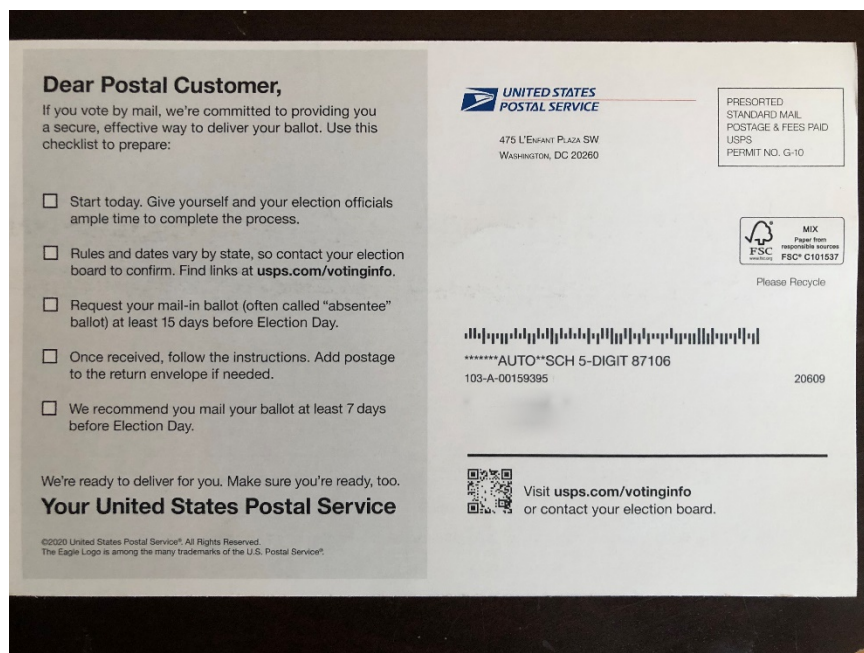 Dear Postal Customer,
If you vote by mail, we're committed to providing you
a secure, effective way to deliver your ballot. Use this
checklist to prepare:
Start today. Give yourself and your election officials
ample time to complete the process.
Rules and dates vary by state, so contact your election
board to confirm. Find links at usps.com/votinginfo.
Request your mail-in ballot (often called “absentee”
ballot) at least 15 days before Election Day.
Once received, follow the instructions. Add postage
to the return envelope if needed.
We recommend you mail your ballot at least 7 days
before Election Day.
We're ready to deliver for you. Make sure you're ready, too.
Your United States Postal Service
©2020 United States Postal Service®. All Rights Reserved.
The Eagle Logo is among the many trademarks of the U.S. Postal Service®.
UNITED STATES
POSTAL SERVICE
475 L'Enfant Plaza SW
Washington, DC 20260
PRESORTED
STANDARD MAIL
POSTAGE & FEES PAID
USPS
PERMIT NO. G-10
FSC
www.fsc.org
MIX
Paper from
responsible sources
FSC® C101537
Please Recycle
*******AUTO**SCH 5-DIGIT 87106
103-A-00159395 20609
Visit usps.com/votinginfo
or contact your election board.